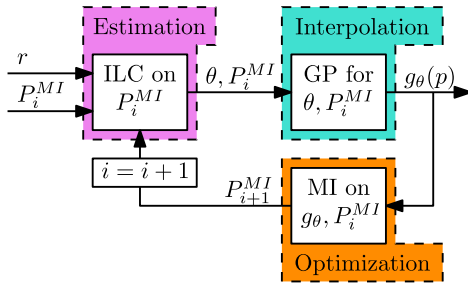 Estimation
Interpolation
r
P_i^{MI}
ILC on
P_i^{MI}
θ, P_i^{MI}
GP for
θ, P_i^{MI}
g_θ(p)
i = i + 1
P_{i+1}^{MI}
MI on
g_θ, P_i^{MI}
Optimization